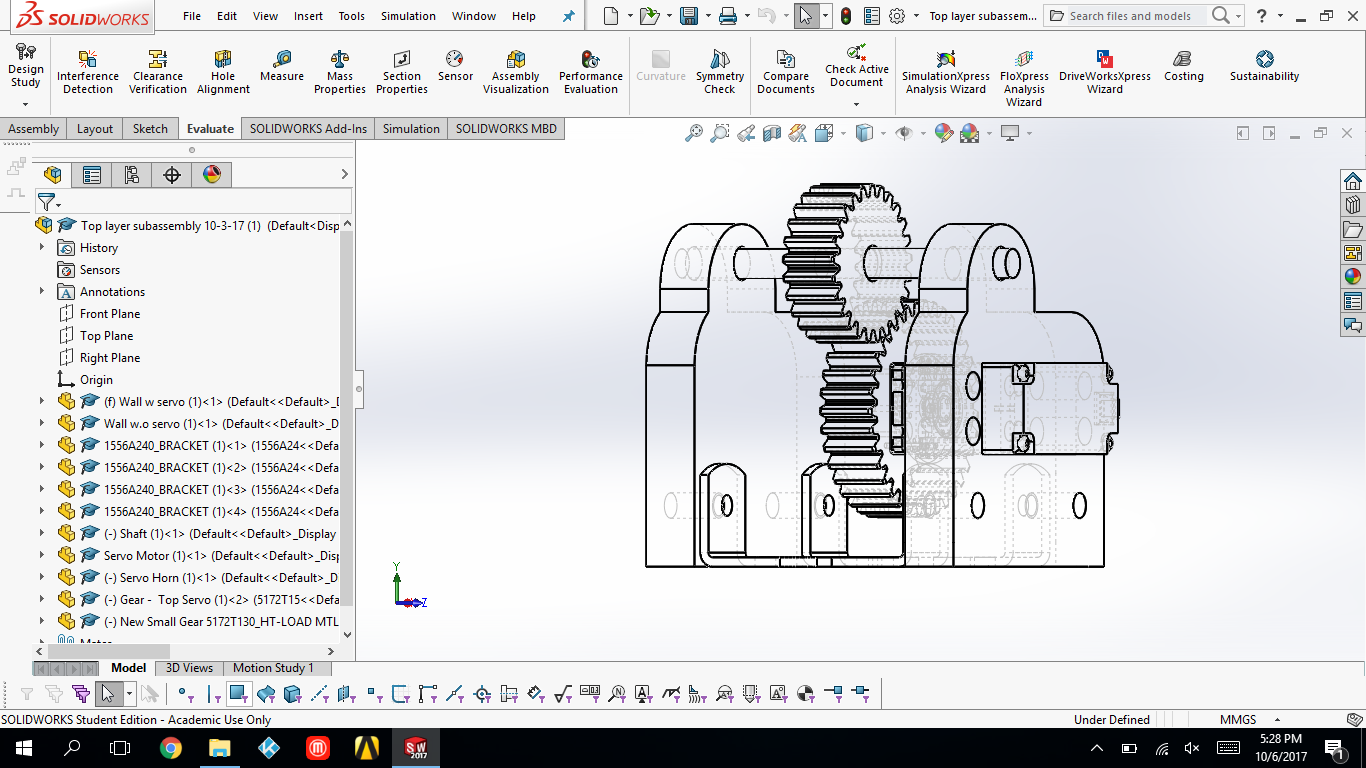 SOLIDWORKS
File Edit View Insert Tools Simulation Window Help
Top layer subassem...
Search files and models
Design Study
Interference Detection
Clearance Verification
Hole Alignment
Measure
Mass Properties
Section Properties
Sensor
Assembly Visualization
Performance Evaluation
Curvature
Symmetry Check
Compare Documents
Check Active Document
SimulationXpress Analysis Wizard
FloXpress Analysis Wizard
DriveWorksXpress Wizard
Costing
Sustainability
Assembly Layout Sketch Evaluate SOLIDWORKS Add-Ins Simulation SOLIDWORKS MBD
Top layer subassembly 10-3-17 (1) (Default<Disp
History
Sensors
Annotations
Front Plane
Top Plane
Right Plane
Origin
(f) Wall w servo (1)<1> (Default<<Default>_D
Wall w.o servo (1)<1> (Default<<Default>_D
1556A240_BRACKET (1)<1> (1556A24<<Defa
1556A240_BRACKET (1)<2> (1556A24<<Defa
1556A240_BRACKET (1)<3> (1556A24<<Defa
1556A240_BRACKET (1)<4> (1556A24<<Defa
(-) Shaft (1)<1> (Default<<Default>_Display
Servo Motor (1)<1> (Default<<Default>_Disp
(-) Servo Horn (1)<1> (Default<<Default>_D
(-) Gear - Top Servo (1)<2> (5172T15<<Defa
(-) New Small Gear 5172T130_HT-LOAD MTL
Y
Z
Model 3D Views Motion Study 1
SOLIDWORKS Student Edition - Academic Use Only
Under Defined
MMGS
SW
2017
5:28 PM
10/6/2017
1